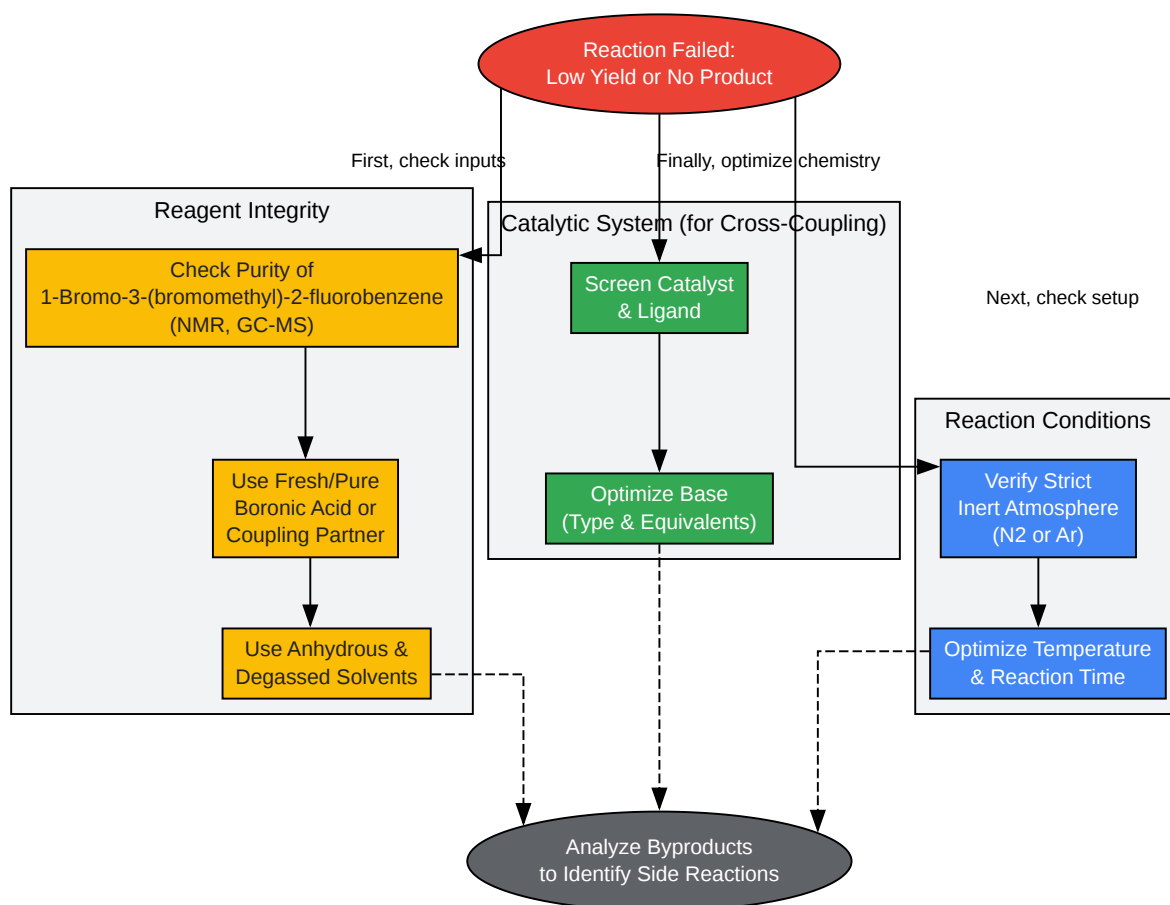 Reaction Failed:
Low Yield or No Product
First, check inputs
Finally, optimize chemistry
Next, check setup
Reagent Integrity
Check Purity of
1-Bromo-3-(bromomethyl)-2-fluorobenzene
(NMR, GC-MS)
Use Fresh/Pure
Boronic Acid or
Coupling Partner
Use Anhydrous &
Degassed Solvents
Catalytic System (for Cross-Coupling)
Screen Catalyst
& Ligand
Optimize Base
(Type & Equivalents)
Reaction Conditions
Verify Strict
Inert Atmosphere
(N2 or Ar)
Optimize Temperature
& Reaction Time
Analyze Byproducts
to Identify Side Reactions